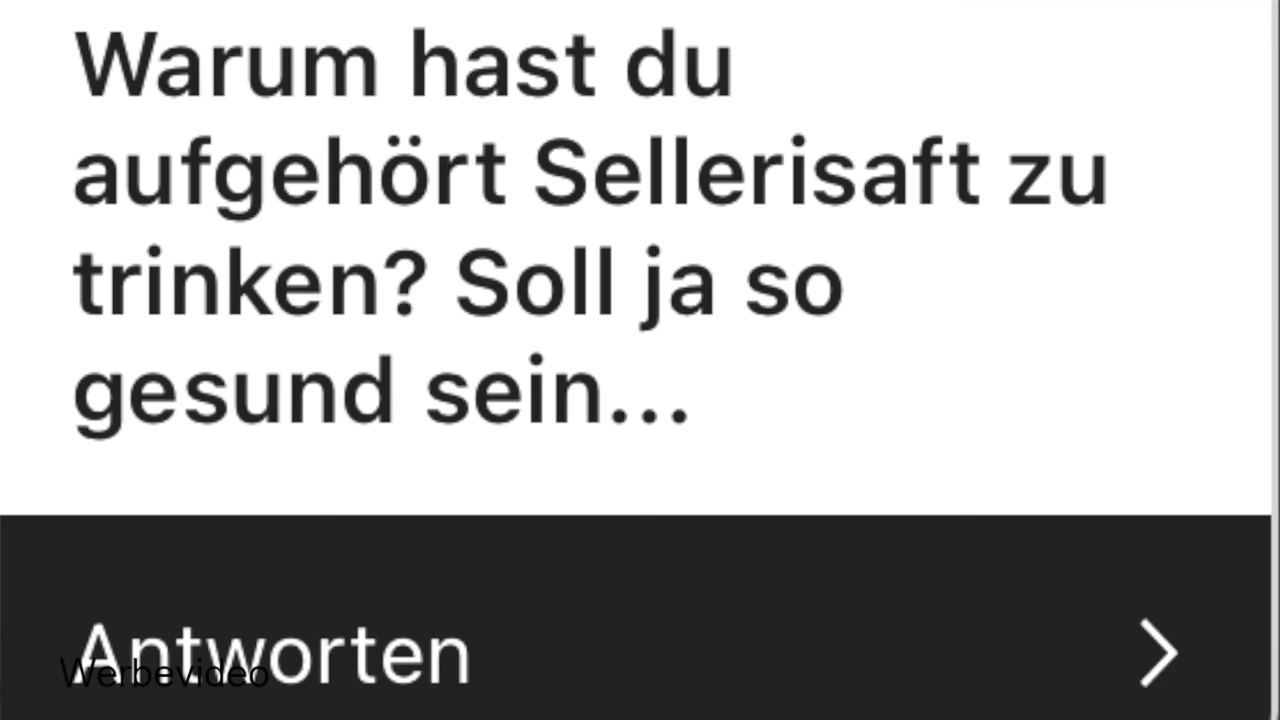 Warum hast du
aufgehört Sellerisaft zu
trinken? Soll ja so
gesund sein...
Antworten
Werbevideo